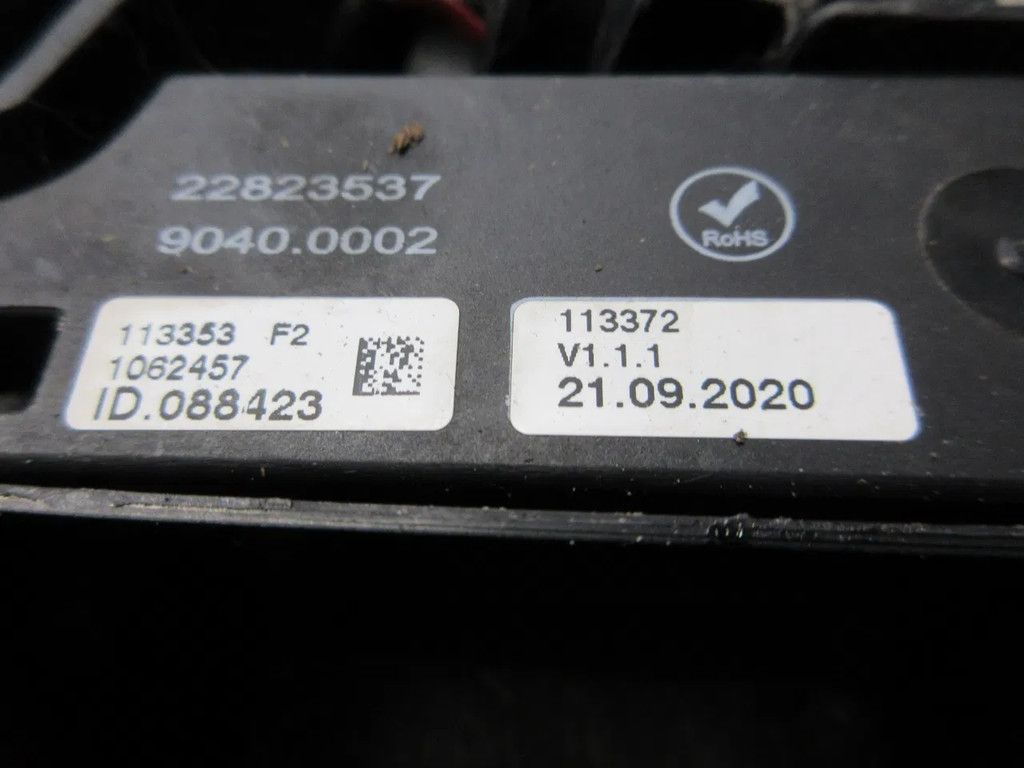 22823537
9040.0002
RoHS
113353 F2
1062457
ID.088423
113372
V1.1.1
21.09.2020